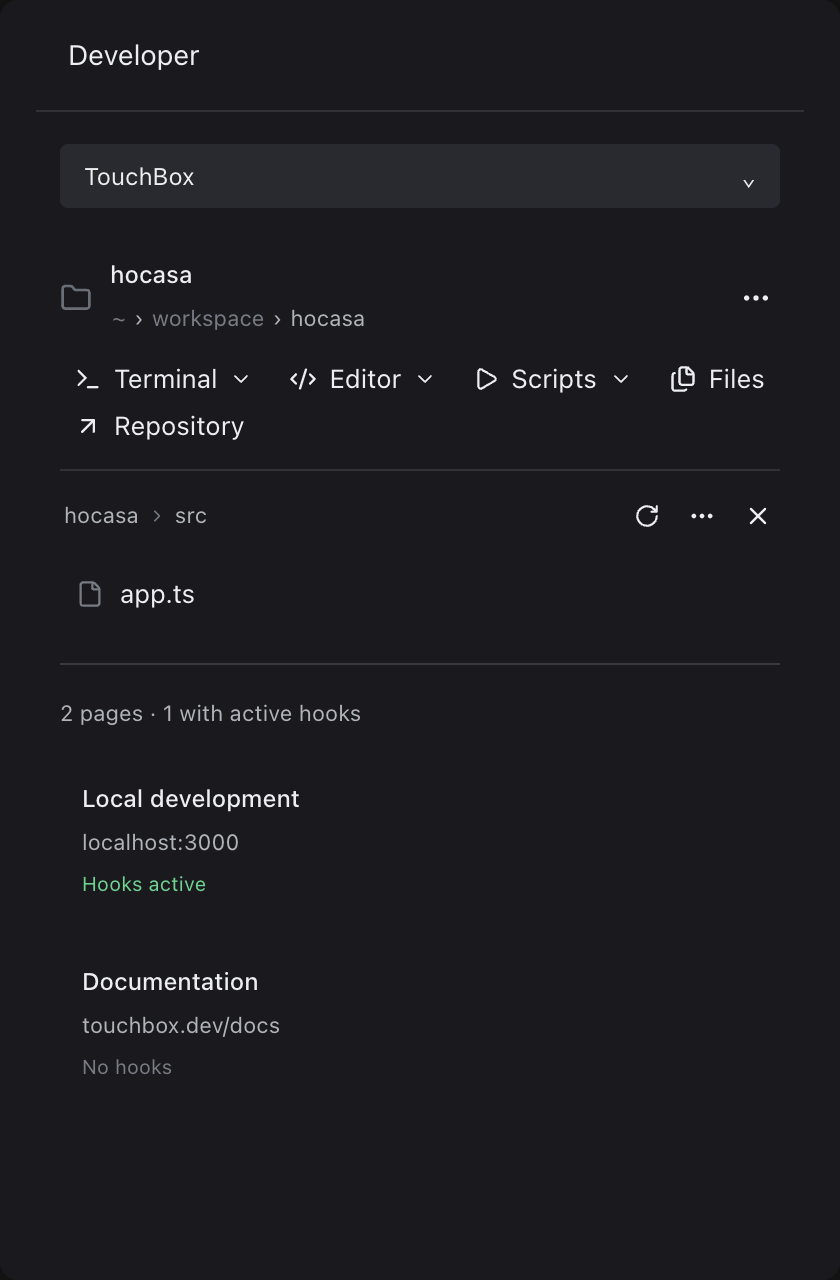 Developer
TouchBox
hocasa
~ › workspace › hocasa
Terminal Editor Scripts Files
Repository
hocasa > src
app.ts
2 pages · 1 with active hooks
Local development
localhost:3000
Hooks active
Documentation
touchbox.dev/docs
No hooks